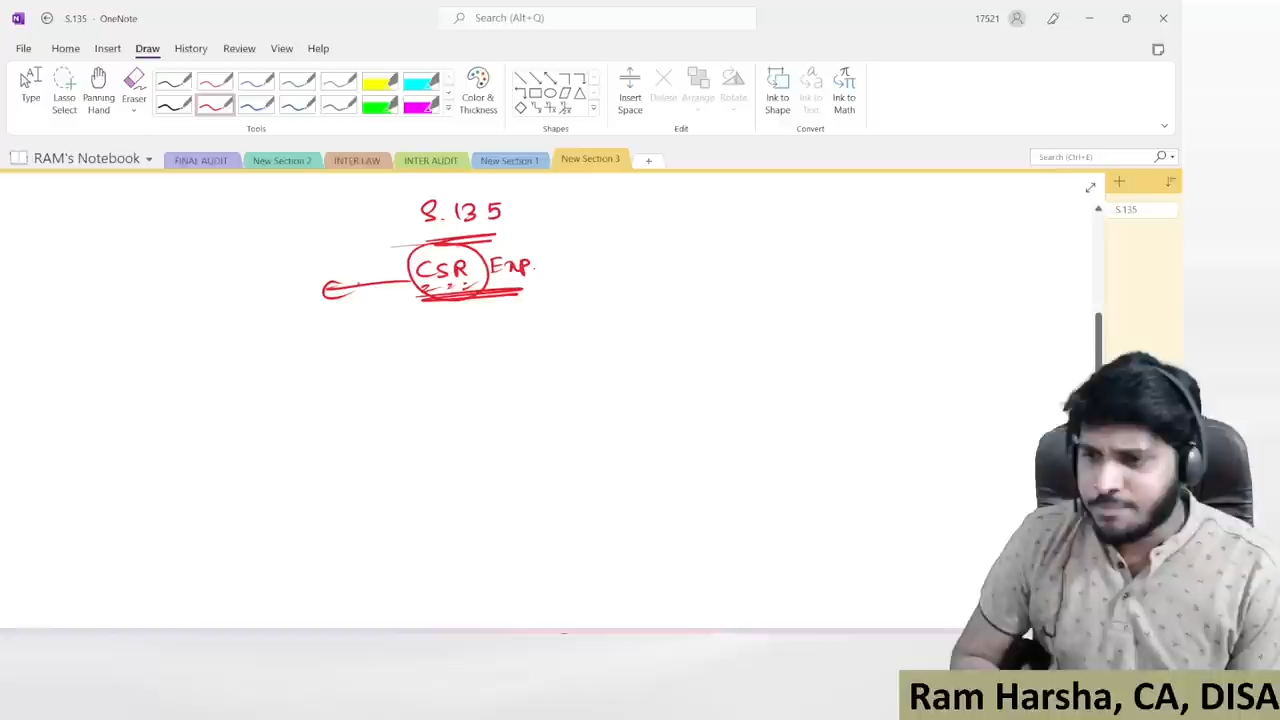 S.135 - OneNote
Search (Alt+Q)
17521
File Home Insert Draw History Review View Help
Type
Lasso Select
Panning Hand
Eraser
Color & Thickness
Insert Space
Delete
Arrange
Rotate
Ink to Shape
Ink to Text
Ink to Math
Tools
Shapes
Edit
Convert
RAM's Notebook
FINAL AUDIT
New Section 2
INTER LAW
INTER AUDIT
New Section 1
New Section 3
Search (Ctrl+E)
S.135
S.135
CSR Exp.
Ram Harsha, CA, DISA